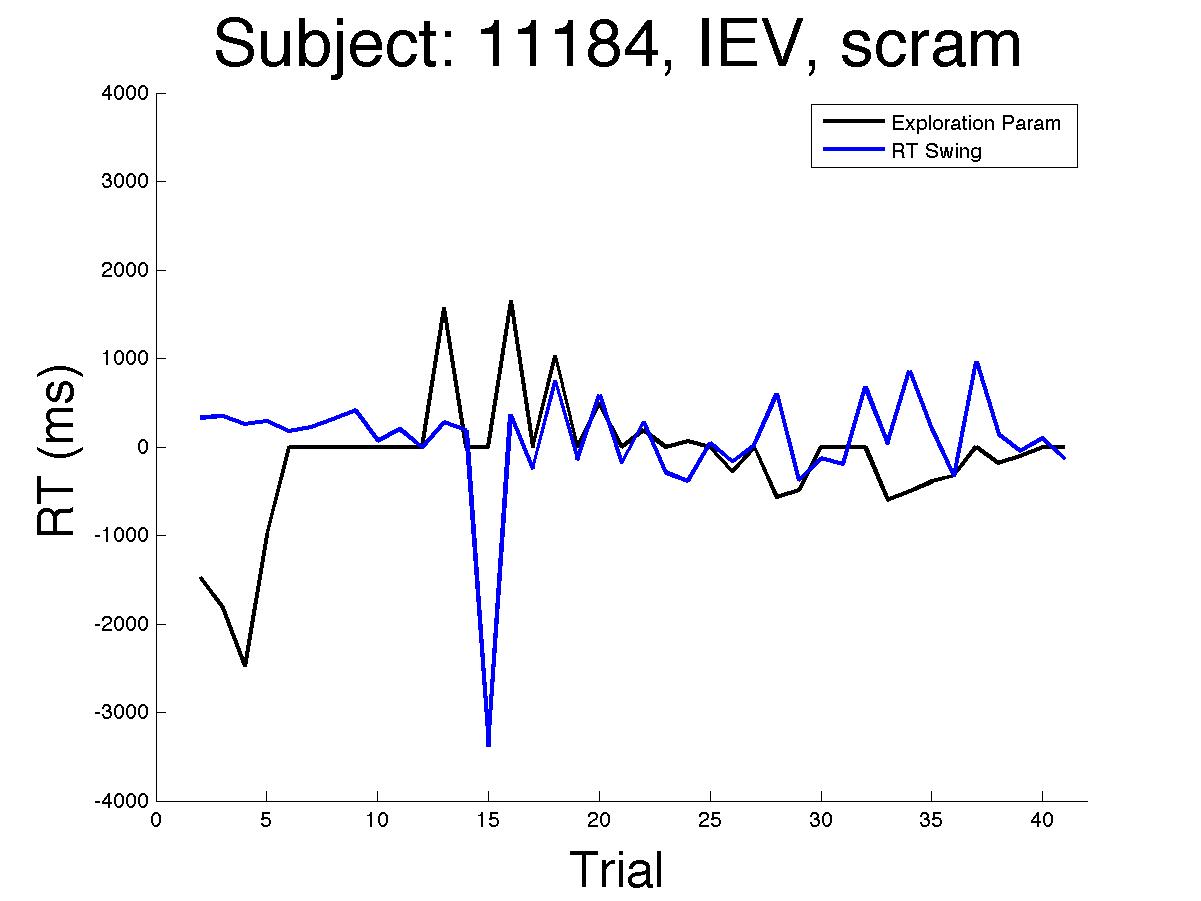 Subject: 11184, IEV, scram
Exploration Param
RT Swing
RT (ms)
4000
3000
2000
1000
0
-1000
-2000
-3000
-4000
0 5 10 15 20 25 30 35 40
Trial